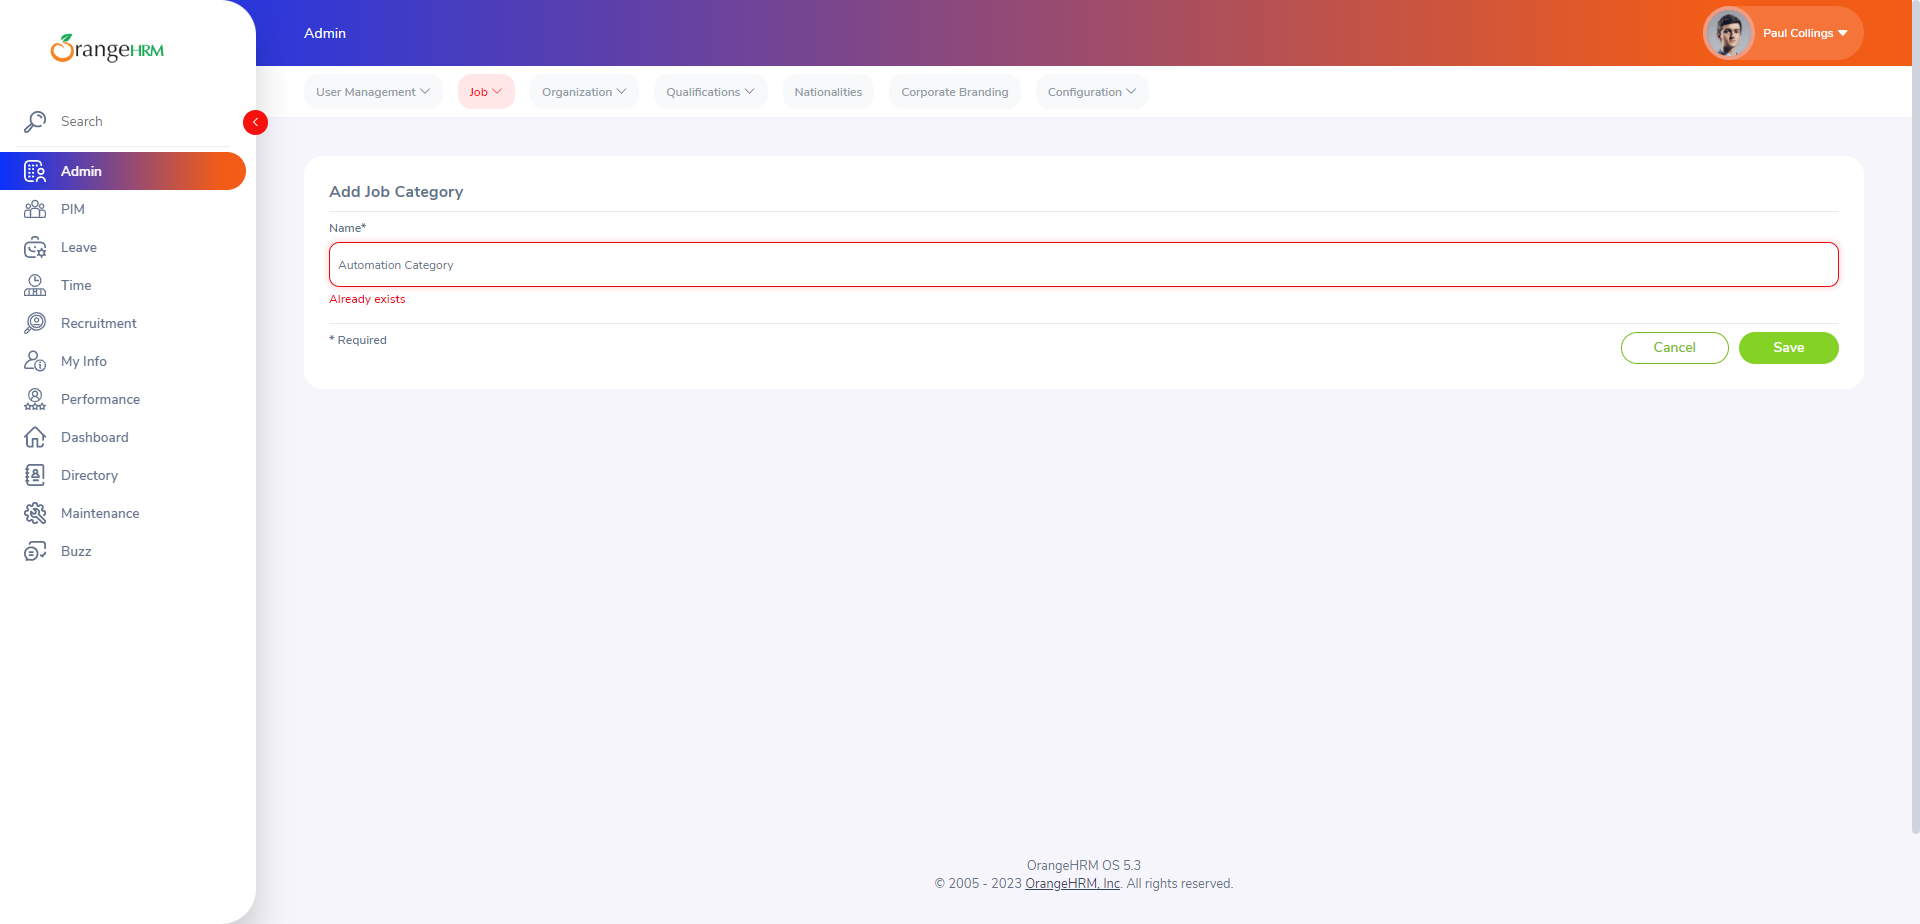 OrangeHRM
Search
Admin
PIM
Leave
Time
Recruitment
My Info
Performance
Dashboard
Directory
Maintenance
Buzz
Admin
Paul Collings
User Management
Job
Organization
Qualifications
Nationalities
Corporate Branding
Configuration
Add Job Category
Name*
Automation Category
Already exists
* Required
Cancel
Save
OrangeHRM OS 5.3
© 2005 - 2023 OrangeHRM, Inc. All rights reserved.